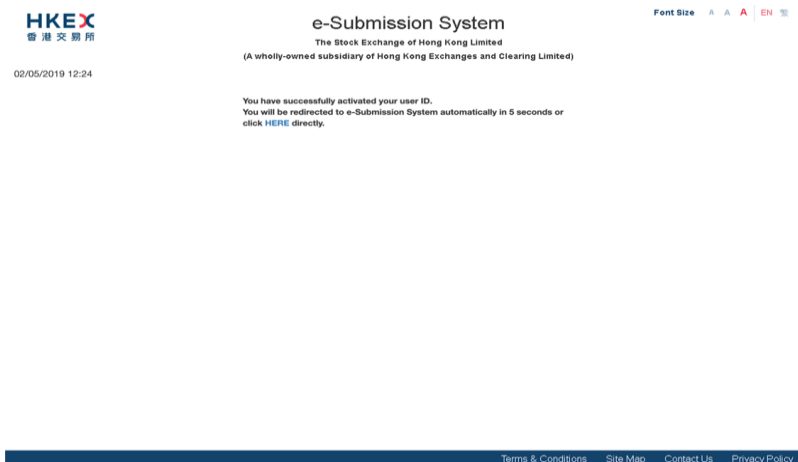 HKEX
香港交易所
e-Submission System
The Stock Exchange of Hong Kong Limited
(A wholly-owned subsidiary of Hong Kong Exchanges and Clearing Limited)
Font Size A A A EN 繁
02/05/2019 12:24
You have successfully activated your user ID.
You will be redirected to e-Submission System automatically in 5 seconds or
click HERE directly.
Terms & Conditions Site Map Contact Us Privacy Policy